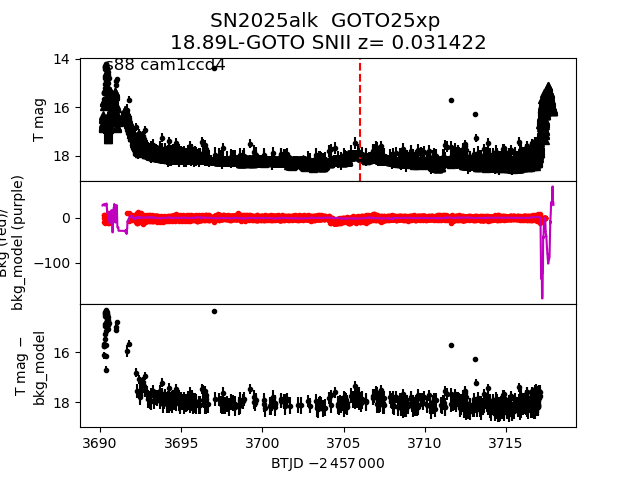 SN2025alk  GOTO25xp
18.89L-GOTO SNII z= 0.031422
s88 cam1ccd4
T mag
14
16
18
Bkg (red)/
bkg_model (purple)
0
−100
T mag −
bkg_model
16
18
3690 3695 3700 3705 3710 3715
BTJD −2 457 000